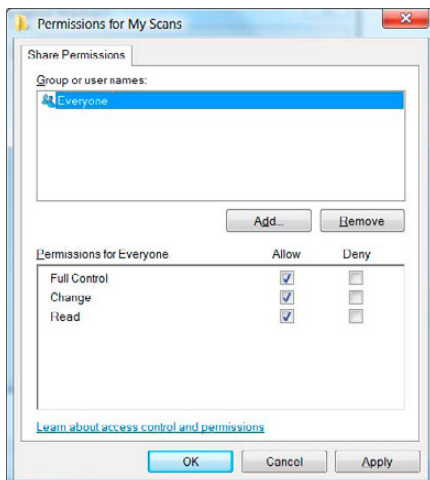 Permissions for My Scans
Share Permissions
Group or user names:
Everyone
Add...
Remove
Permissions for Everyone Allow Deny
Full Control
Change
Read
Learn about access control and permissions
OK Cancel Apply